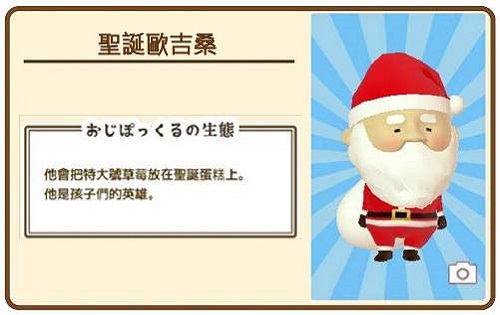 聖誕歐吉桑
おじぽっくるの生態
他會把特大號草莓放在聖誕蛋糕上。
他是孩子們的英雄。